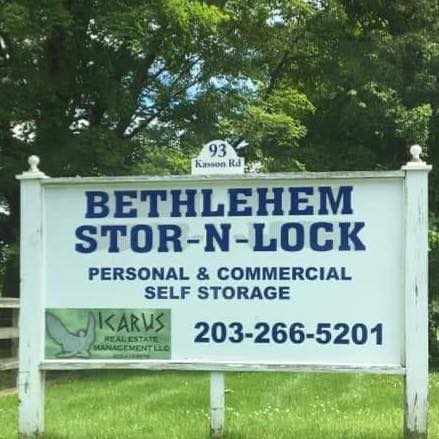 93
Kasson Rd
BETHLEHEM
STOR-N-LOCK
PERSONAL & COMMERCIAL
SELF STORAGE
ICARUS
REAL ESTATE
MANAGEMENT LLC
203-266-5201